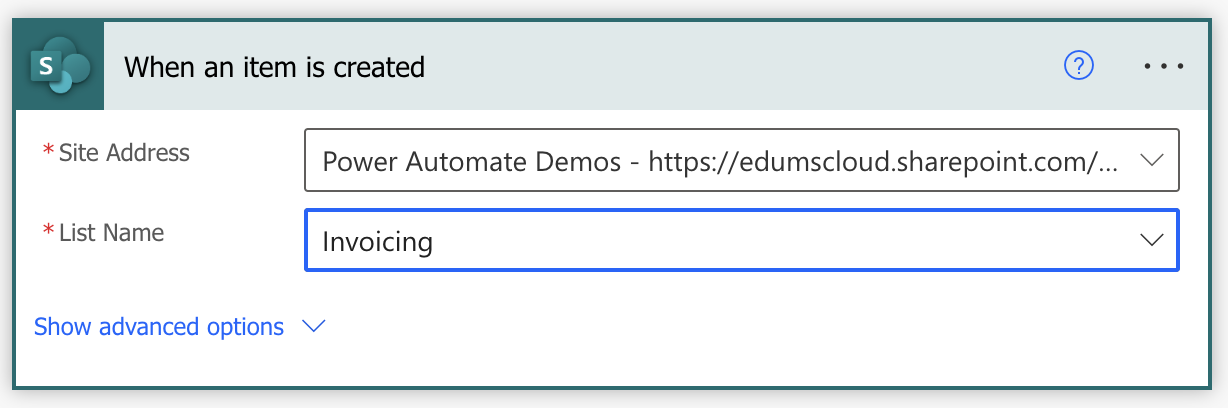 S
When an item is created
?
* Site Address
Power Automate Demos - https://edumscloud.sharepoint.com/...
* List Name
Invoicing
Show advanced options